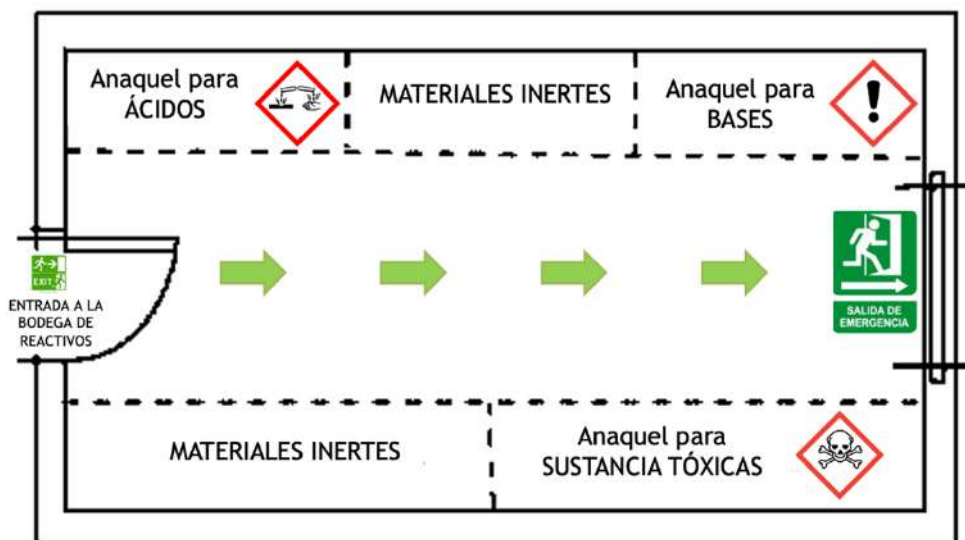 Anaquel para
ÁCIDOS
MATERIALES INERTES
Anaquel para
BASES
!
EXIT
ENTRADA A LA
BODEGA DE
REACTIVOS
SALIDA DE
EMERGENCIA
MATERIALES INERTES
Anaquel para
SUSTANCIA TÓXICAS